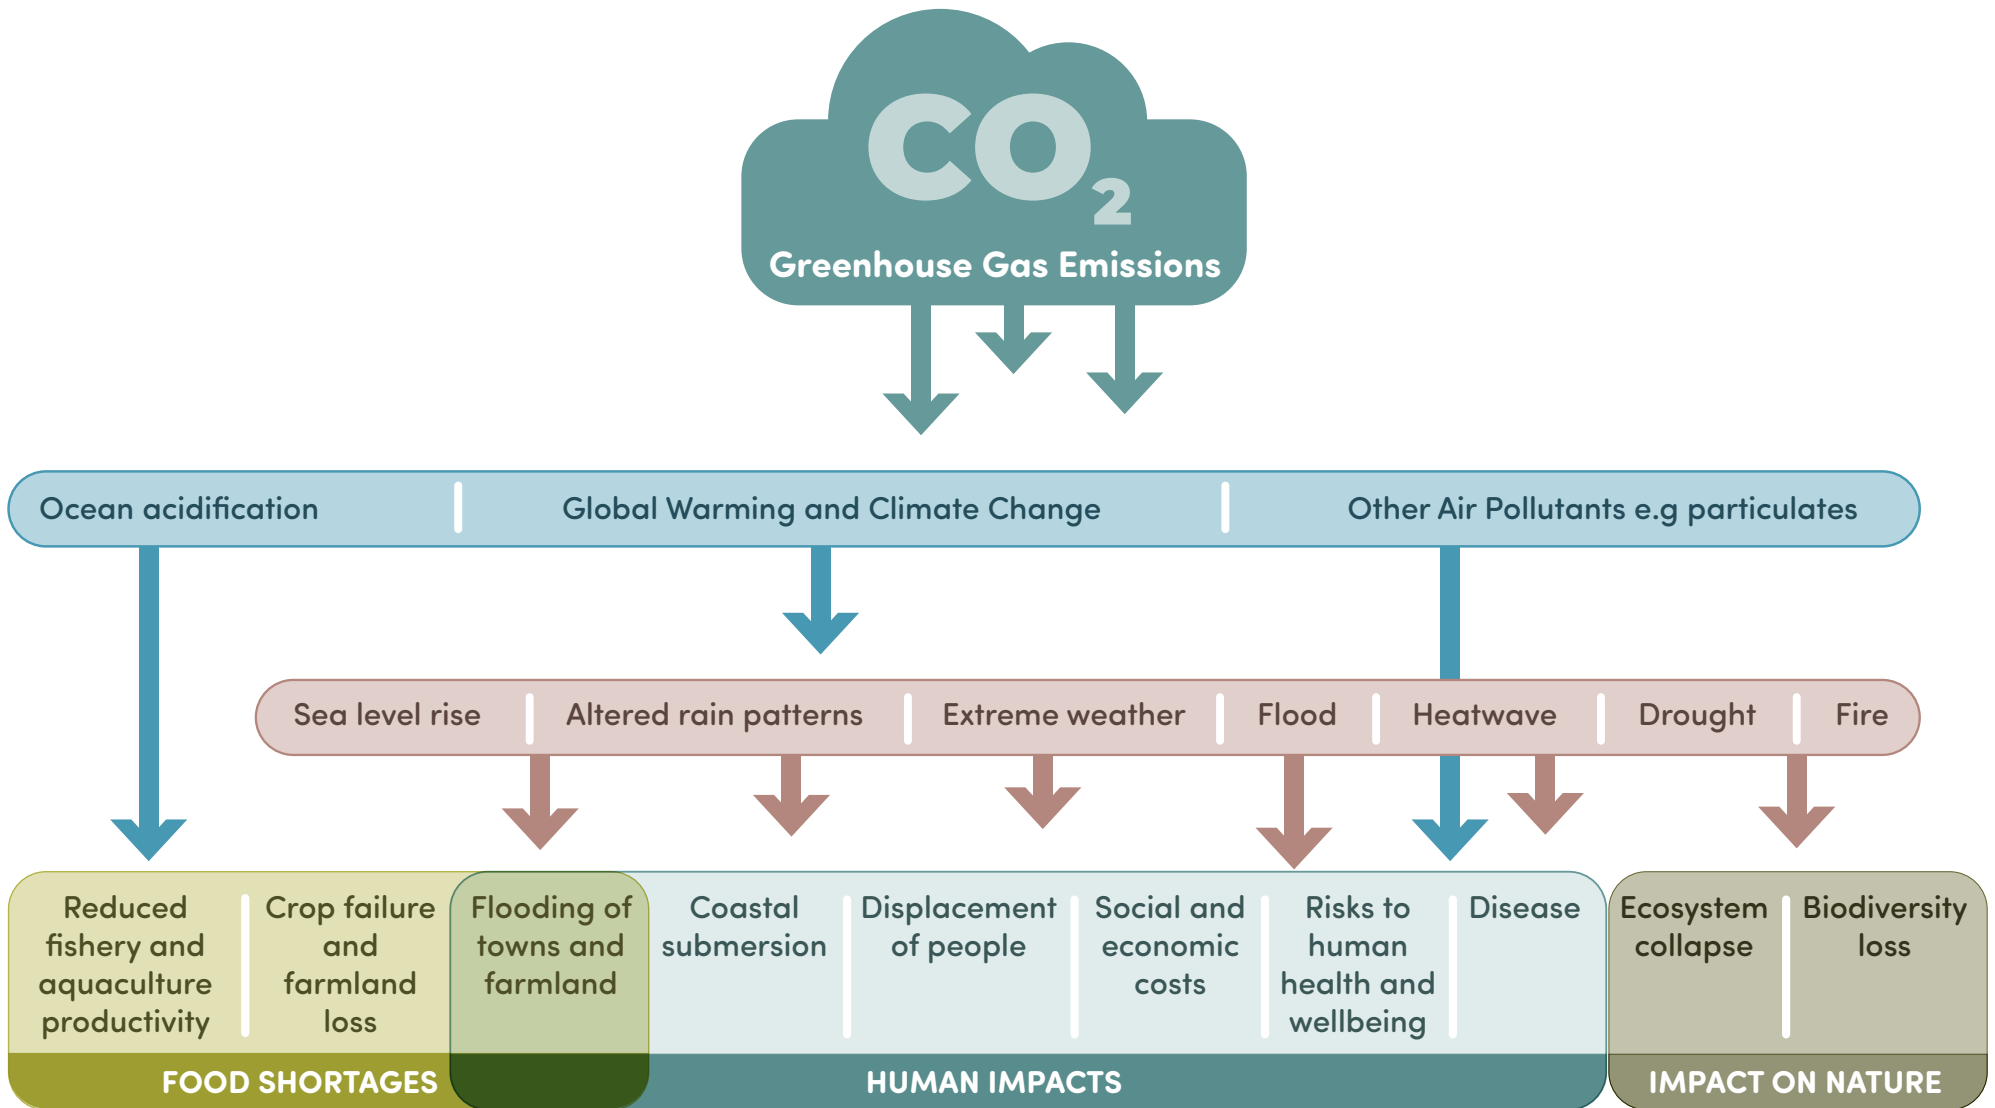 CO₂
Greenhouse Gas Emissions
Ocean acidification
Global Warming and Climate Change
Other Air Pollutants e.g particulates
Sea level rise
Altered rain patterns
Extreme weather
Flood
Heatwave
Drought
Fire
Reduced
fishery and
aquaculture
productivity
Crop failure
and
farmland
loss
Flooding of
towns and
farmland
Coastal
submersion
Displacement
of people
Social and
economic
costs
Risks to
human
health and
wellbeing
Disease
Ecosystem
collapse
Biodiversity
loss
FOOD SHORTAGES
HUMAN IMPACTS
IMPACT ON NATURE